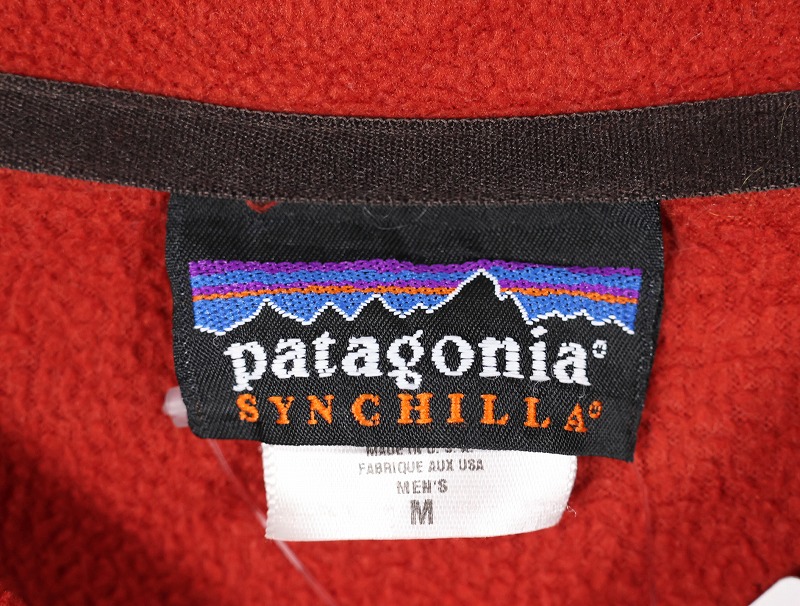 patagonia®
SYNCHILLA®
MADE IN U.S.A.
FABRIQUE AUX USA
MEN'S
M